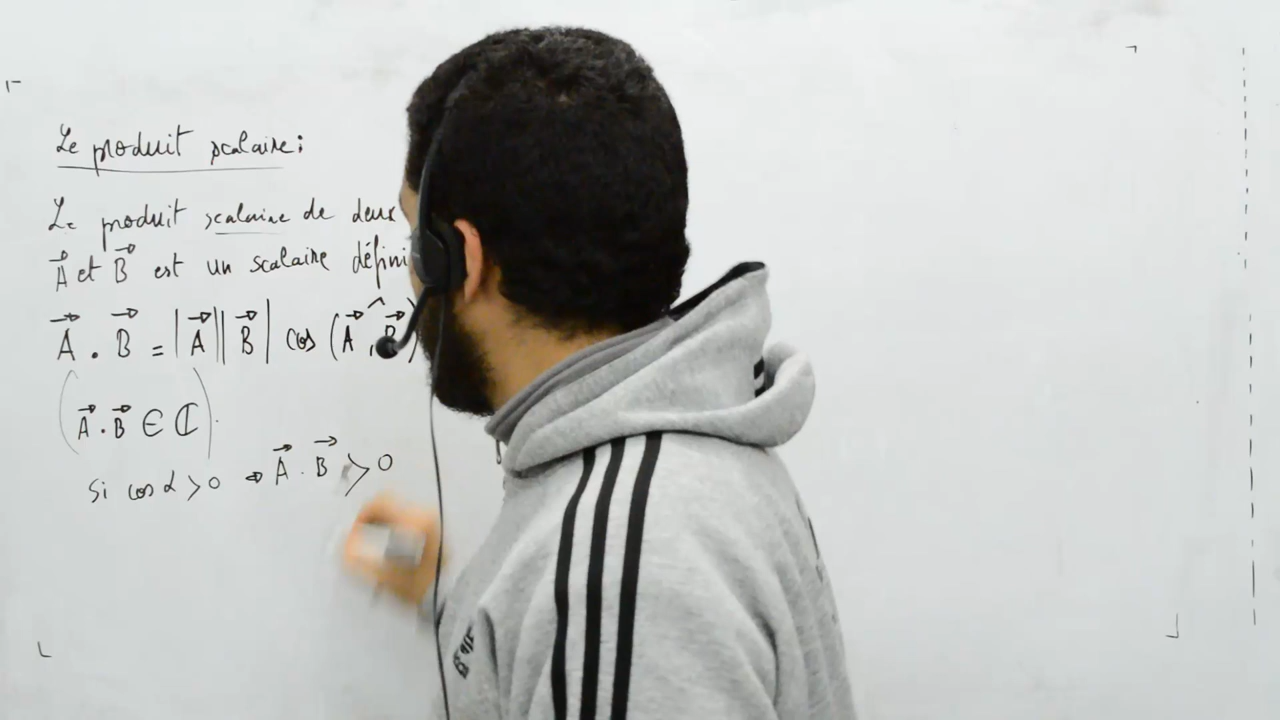 Le produit scalaire :
Le produit scalaire de deux
A⃗ et B⃗ est un scalaire défini
A⃗ . B⃗ = |A⃗| |B⃗| cos (A⃗ , B⃗)
(A⃗ . B⃗ ∈ ℂ)
Si cos α > 0 ⇒ A⃗ . B⃗ > 0